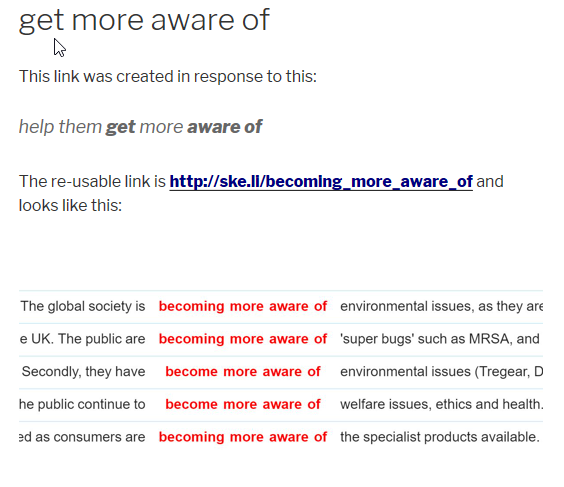 get more aware of
This link was created in response to this:
help them get more aware of
The re-usable link is http://ske.li/becoming_more_aware_of and
looks like this:
The global society is becoming more aware of environmental issues, as they are
e UK. The public are becoming more aware of 'super bugs' such as MRSA, and
Secondly, they have become more aware of environmental issues (Tregear, D
he public continue to become more aware of welfare issues, ethics and health.
ed as consumers are becoming more aware of the specialist products available.